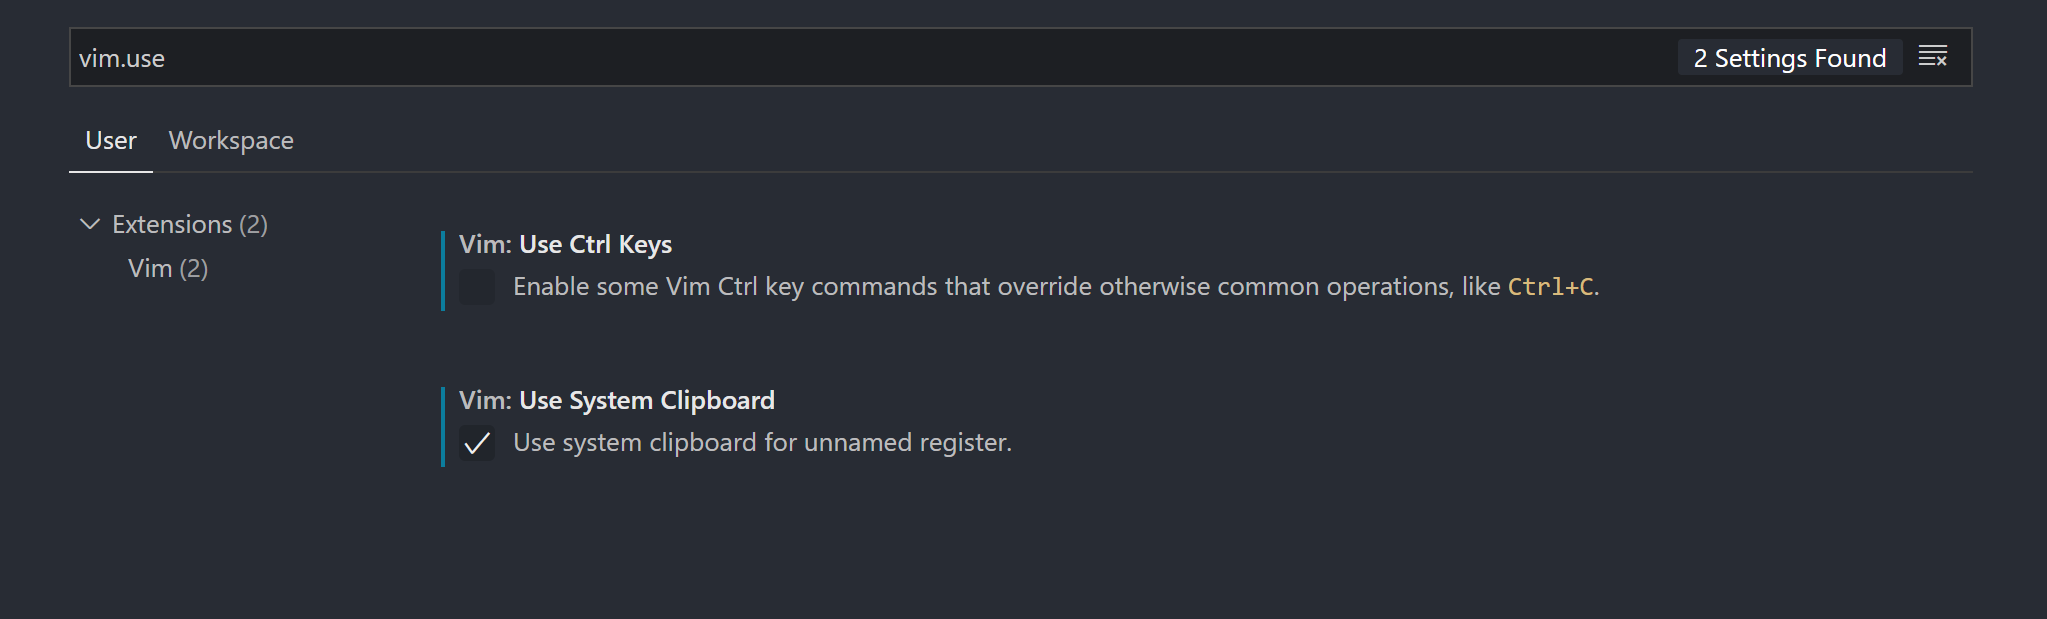 vim.use
2 Settings Found
User Workspace
Extensions (2)
Vim (2)
Vim: Use Ctrl Keys
Enable some Vim Ctrl key commands that override otherwise common operations, like Ctrl+C.
Vim: Use System Clipboard
Use system clipboard for unnamed register.